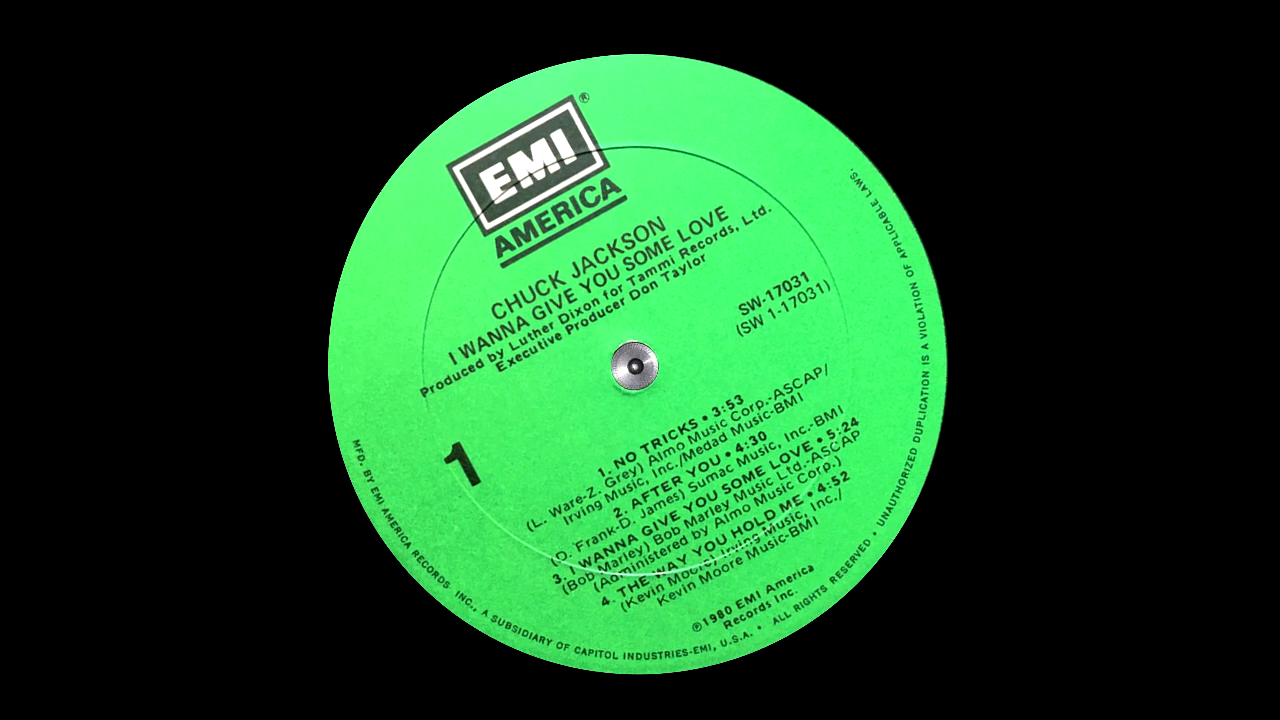 EMI
®
AMERICA
CHUCK JACKSON
I WANNA GIVE YOU SOME LOVE
Produced by Luther Dixon for Tammi Records, Ltd.
Executive Producer Don Taylor
SW-17031
(SW 1-17031)
1
1. NO TRICKS • 3:53
(L. Ware-Z. Grey) Almo Music Corp.-ASCAP/
Irving Music, Inc./Medad Music-BMI
2. AFTER YOU • 4:30
(D. Frank-D. James) Sumac Music, Inc.-BMI
3. I WANNA GIVE YOU SOME LOVE • 5:24
(Bob Marley) Bob Marley Music Ltd.-ASCAP
(Administered by Almo Music Corp.)
4. THE WAY YOU HOLD ME • 4:52
(Kevin Moore) Irving Music, Inc./
Kevin Moore Music-BMI
℗1980 EMI America
Records Inc.
MFD. BY EMI AMERICA RECORDS, INC., A SUBSIDIARY OF CAPITOL INDUSTRIES-EMI, U.S.A. • ALL RIGHTS RESERVED • UNAUTHORIZED DUPLICATION IS A VIOLATION OF APPLICABLE LAWS.